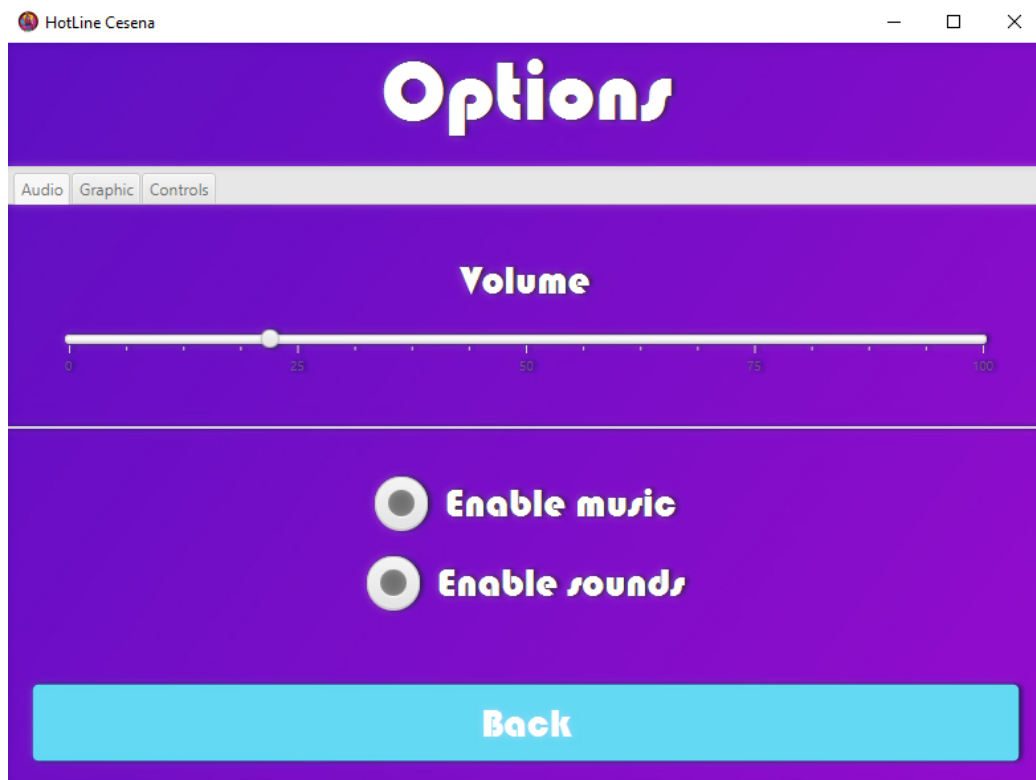 HotLine Cesena
Options
Audio Graphic Controls
Volume
0 25 50 75 100
Enable music
Enable sounds
Back